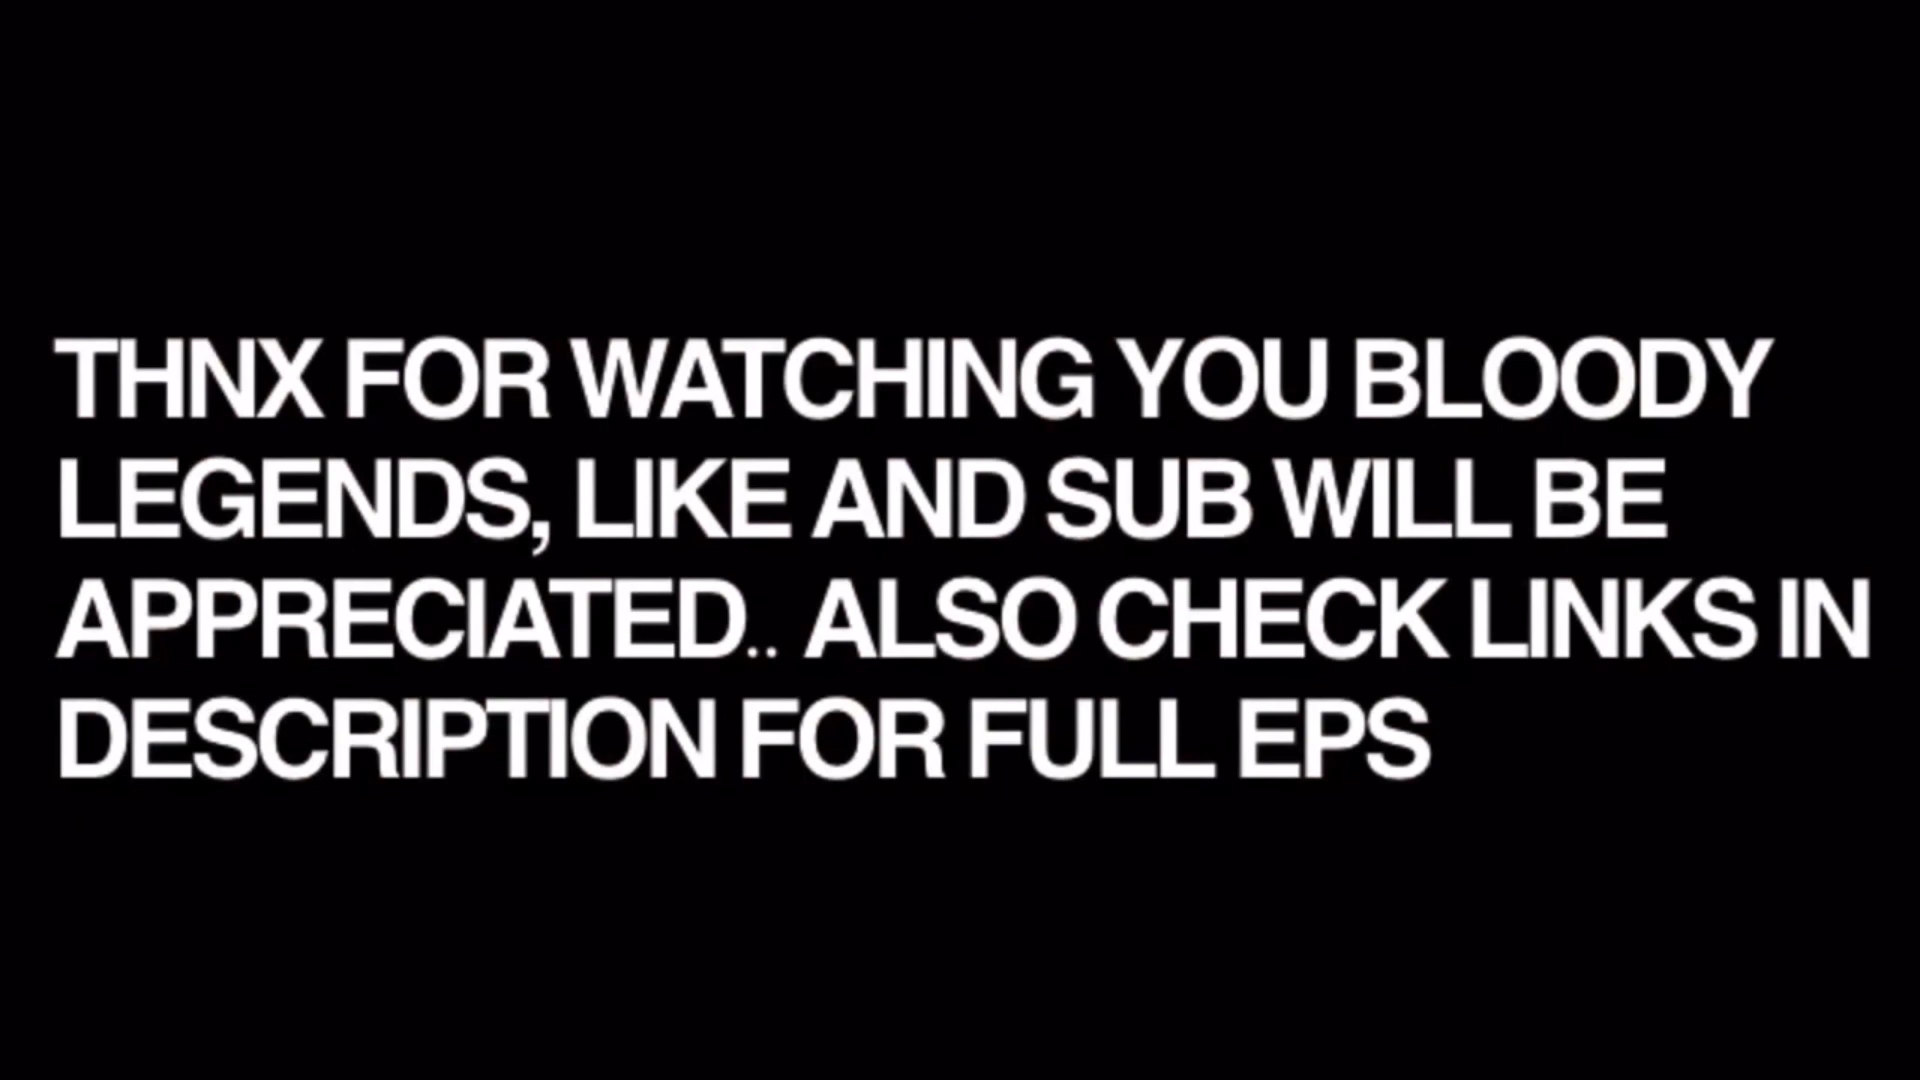 THNX FOR WATCHING YOU BLOODY
LEGENDS, LIKE AND SUB WILL BE
APPRECIATED.. ALSO CHECK LINKS IN
DESCRIPTION FOR FULL EPS